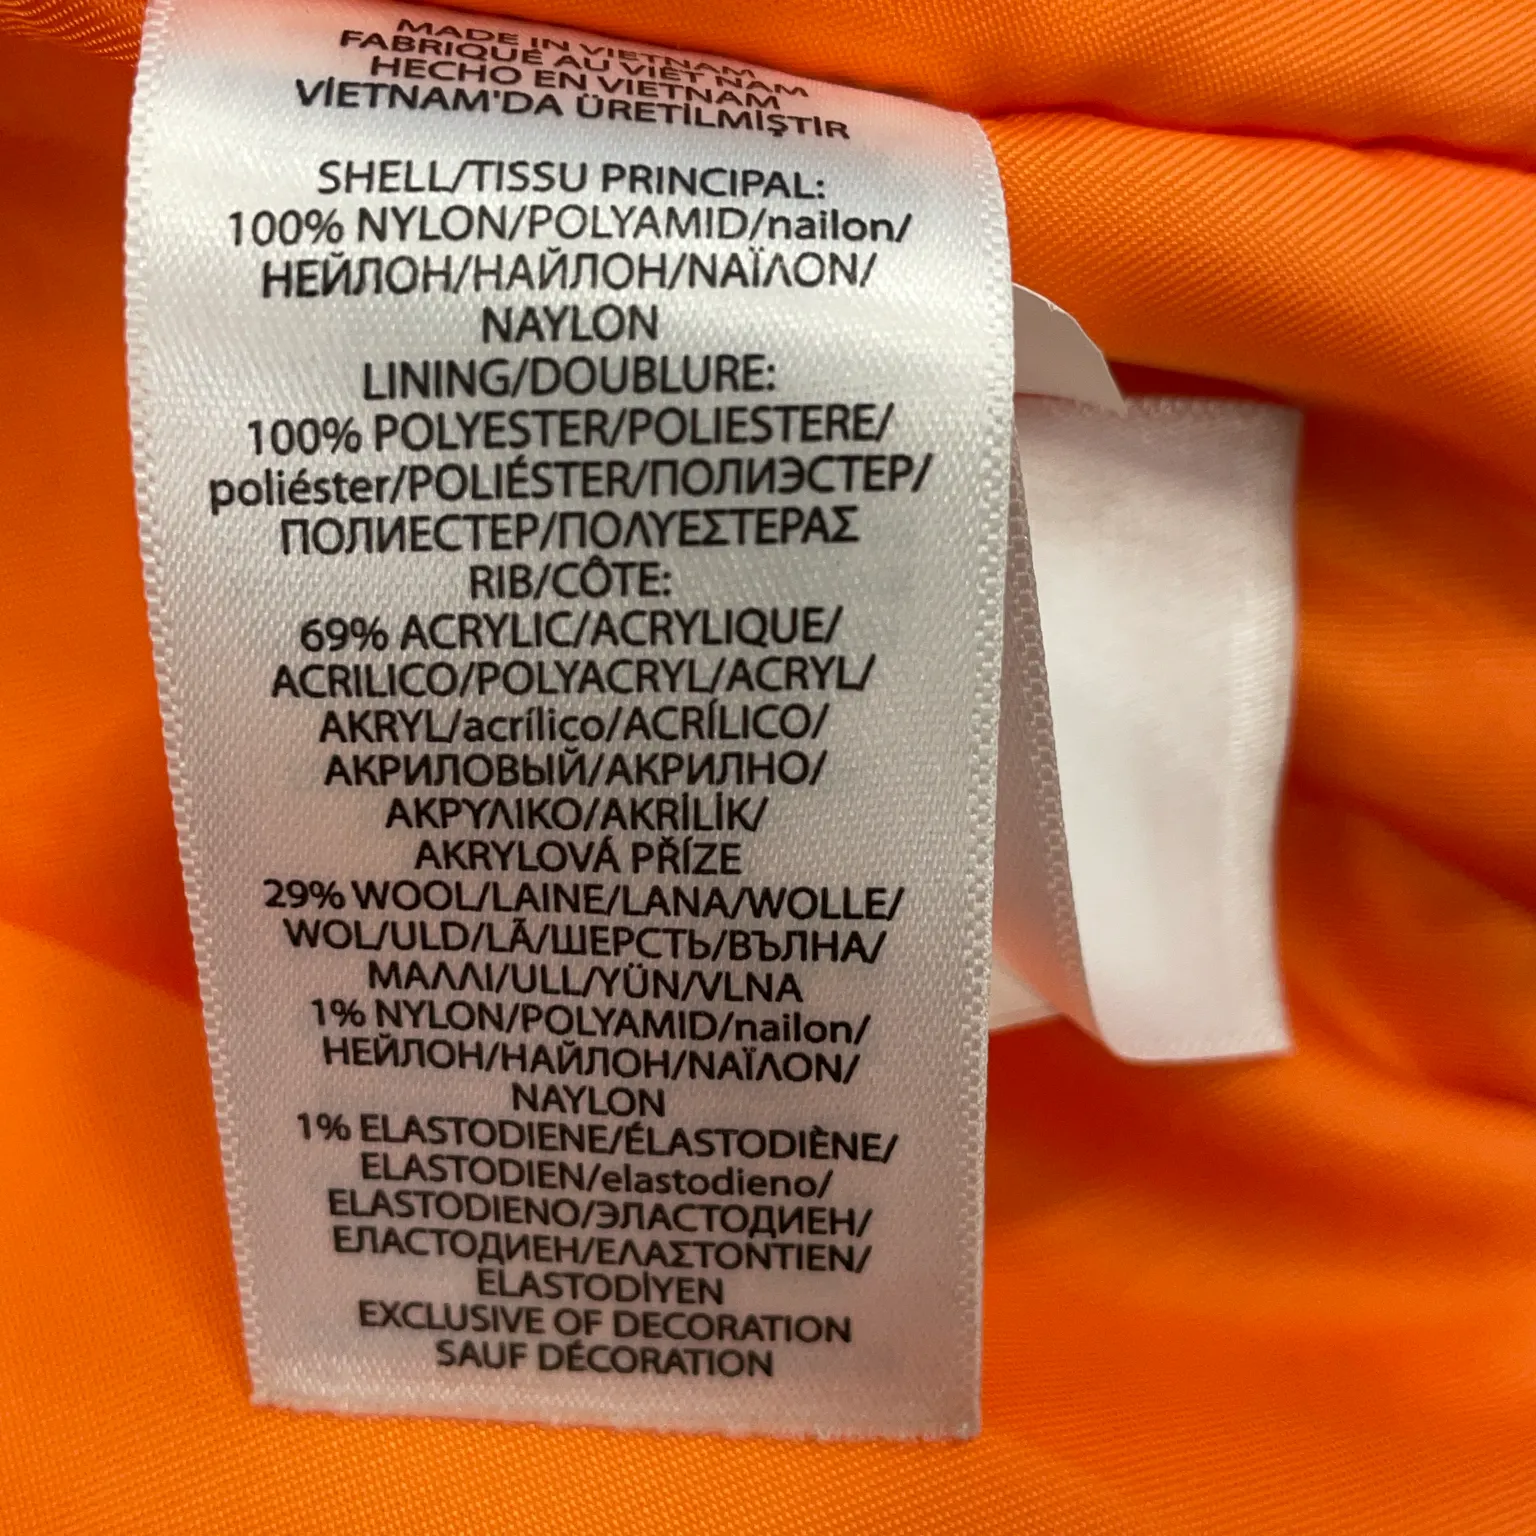 MADE IN VIETNAM
FABRIQUÉ AU VIÊT NAM
HECHO EN VIETNAM
VİETNAM'DA ÜRETİLMİŞTİR
SHELL/TISSU PRINCIPAL:
100% NYLON/POLYAMID/nailon/
НЕЙЛОН/НАЙЛОН/ΝΑΪΛΟΝ/
NAYLON
LINING/DOUBLURE:
100% POLYESTER/POLIESTERE/
poliéster/POLIÉSTER/ПОЛИЭСТЕР/
ПОЛИЕСТЕР/ΠΟΛΥΕΣΤΕΡΑΣ
RIB/CÔTE:
69% ACRYLIC/ACRYLIQUE/
ACRILICO/POLYACRYL/ACRYL/
AKRYL/acrílico/ACRÍLICO/
АКРИЛОВЫЙ/АКРИЛНО/
ΑΚΡΥΛΙΚΟ/AKRİLİK/
AKRYLOVÁ PŘÍZE
29% WOOL/LAINE/LANA/WOLLE/
WOL/ULD/LÃ/ШЕРСТЬ/ВЪЛНА/
ΜΑΛΛΙ/ULL/YÜN/VLNA
1% NYLON/POLYAMID/nailon/
НЕЙЛОН/НАЙЛОН/ΝΑΪΛΟΝ/
NAYLON
1% ELASTODIENE/ÉLASTODIÈNE/
ELASTODIEN/elastodieno/
ELASTODIENO/ЭЛАСТОДИЕН/
ЕЛАСТОДИЕН/ΕΛΑΣΤΟΝΤΙΕΝ/
ELASTODİYEN
EXCLUSIVE OF DECORATION
SAUF DÉCORATION